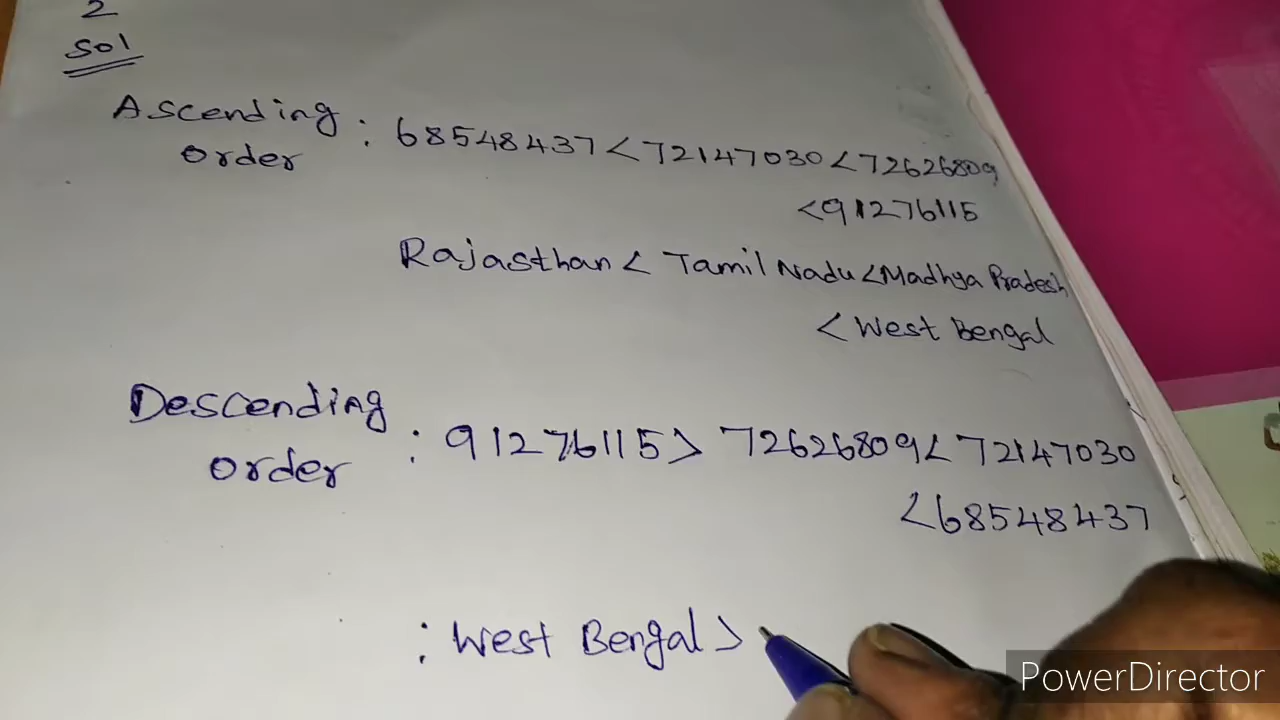 2
Sol
Ascending order : 68548437 < 72147030 < 72626809
< 91276115
Rajasthan < Tamil Nadu < Madhya Pradesh
< West Bengal
Descending order : 91276115 > 72626809 < 72147030
< 68548437
: West Bengal >
PowerDirector